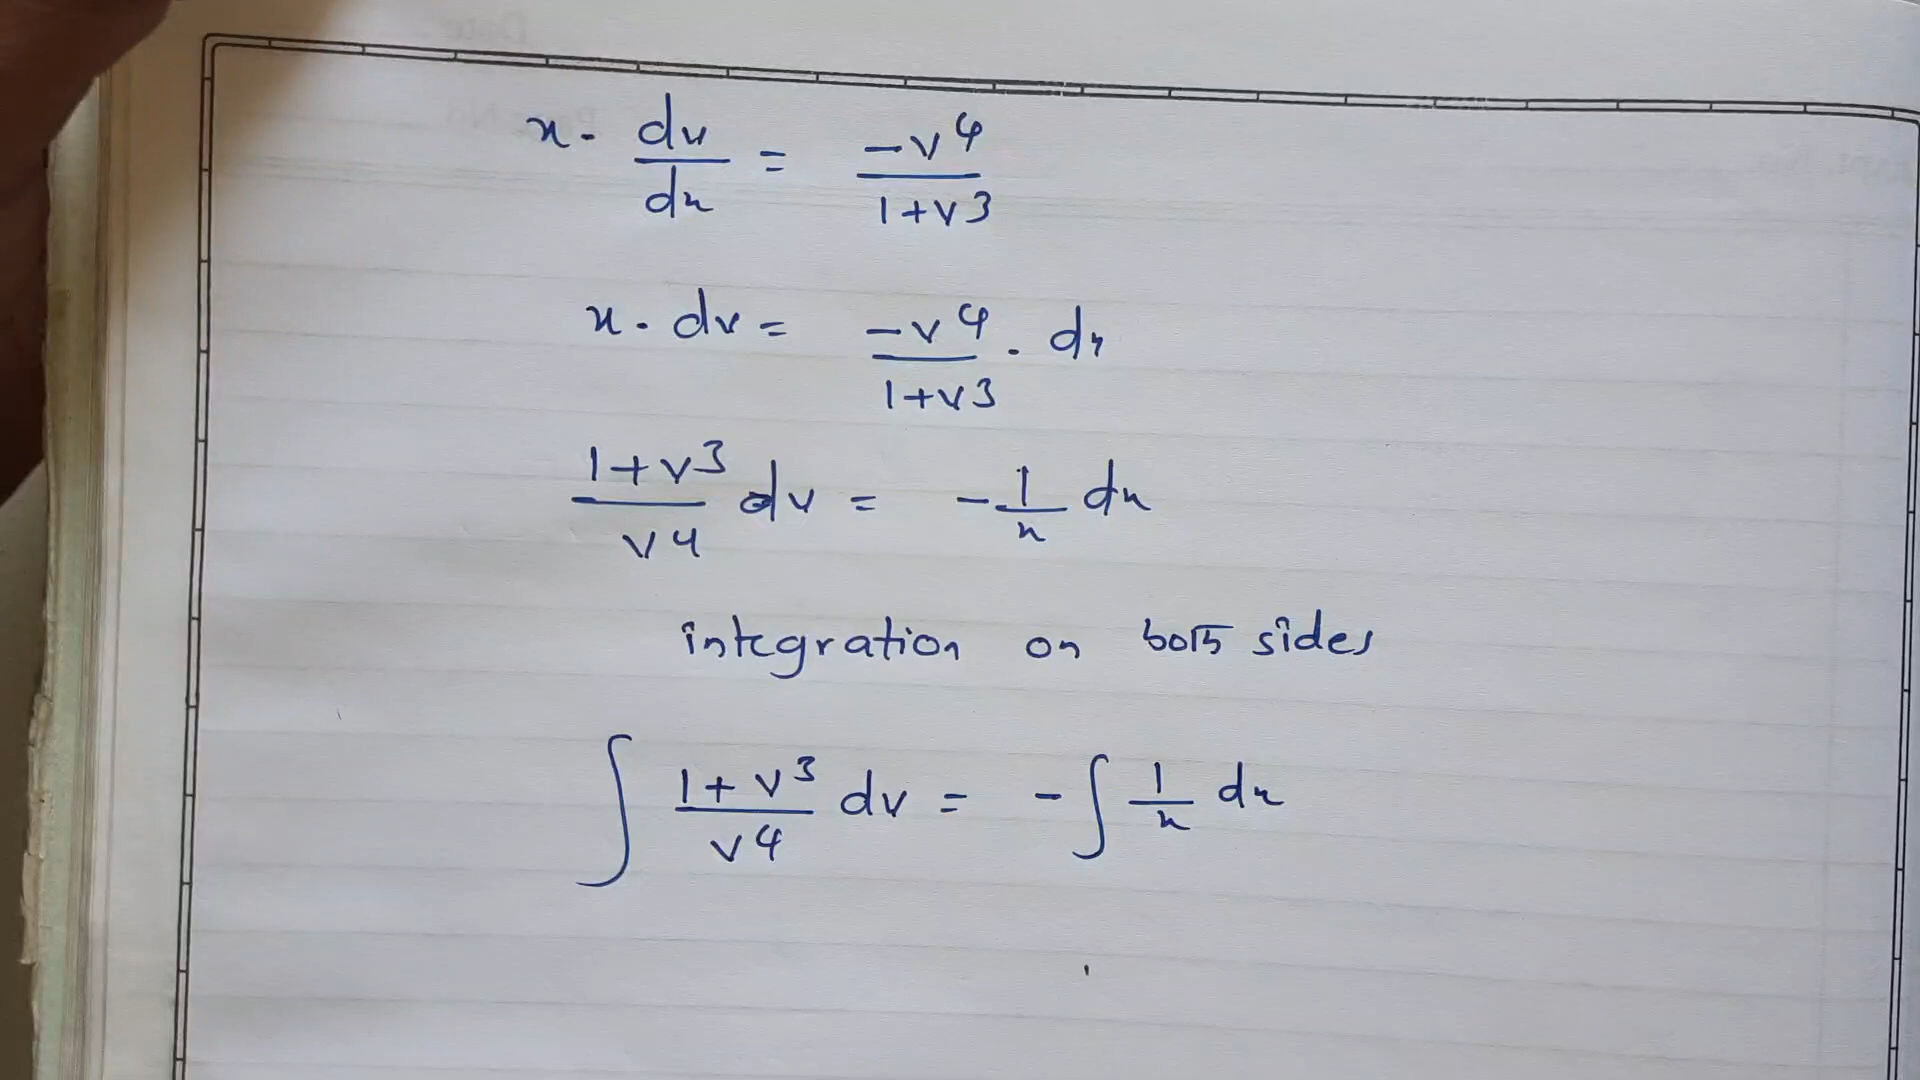 x. dv/dx = -v4/1+v3
x. dv = -v4/1+v3 . dx
1+v3/v4 dv = -1/x dx
integration on both sides
∫ 1+v3/v4 dv = -∫ 1/x dx